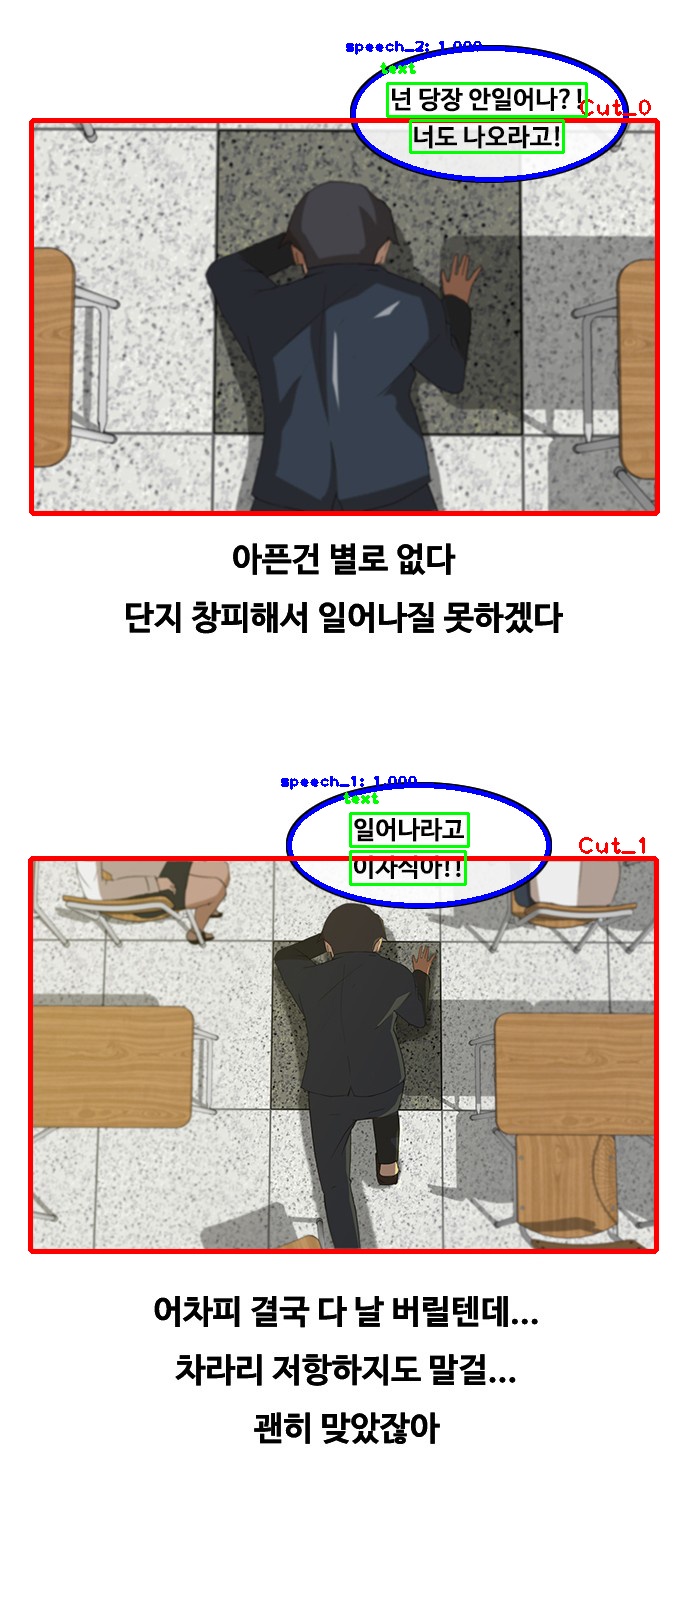 speech_2: 1.000
text
넌 당장 안일어나?!
Cut_0
너도 나오라고!
아픈건 별로 없다
단지 창피해서 일어나질 못하겠다
speech_1: 1.000
text
일어나라고
Cut_1
이자식아!!
어차피 결국 다 날 버릴텐데...
차라리 저항하지도 말걸...
괜히 맞았잖아